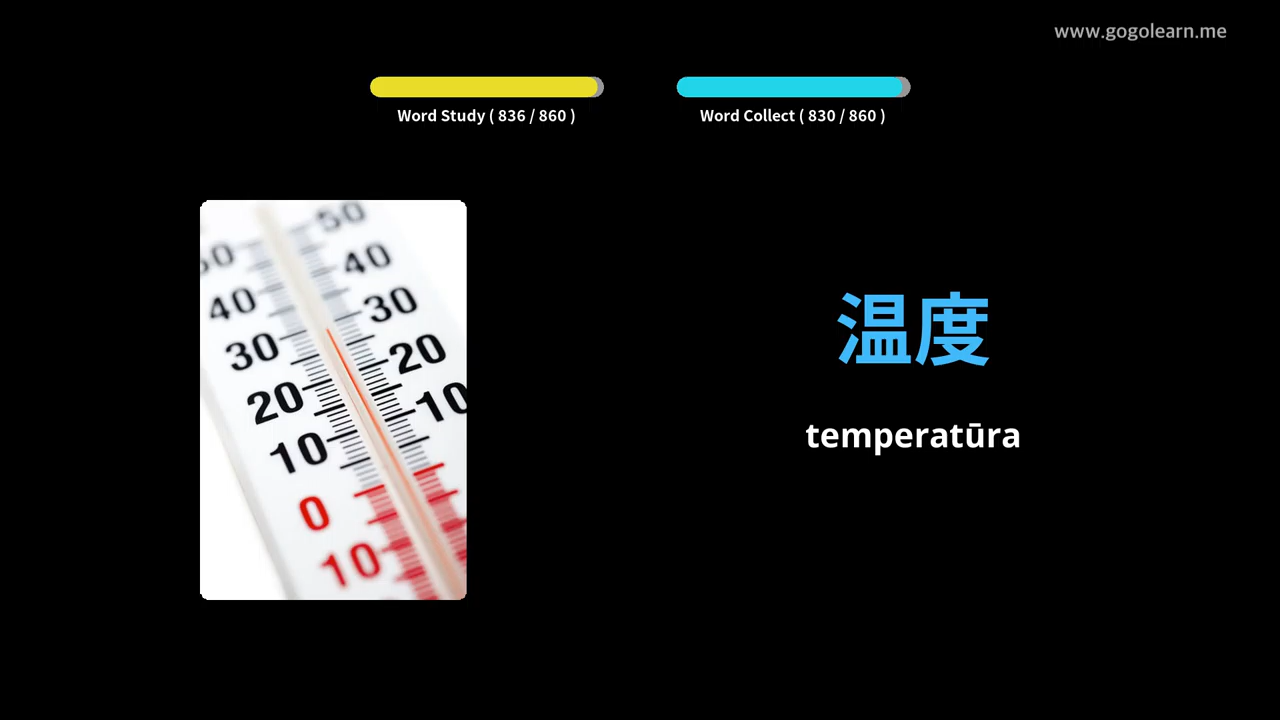 www.gogolearn.me
Word Study ( 836 / 860 )
Word Collect ( 830 / 860 )
50
40
30
20
10
50
40
30
20
10
0
10
温度
temperatūra